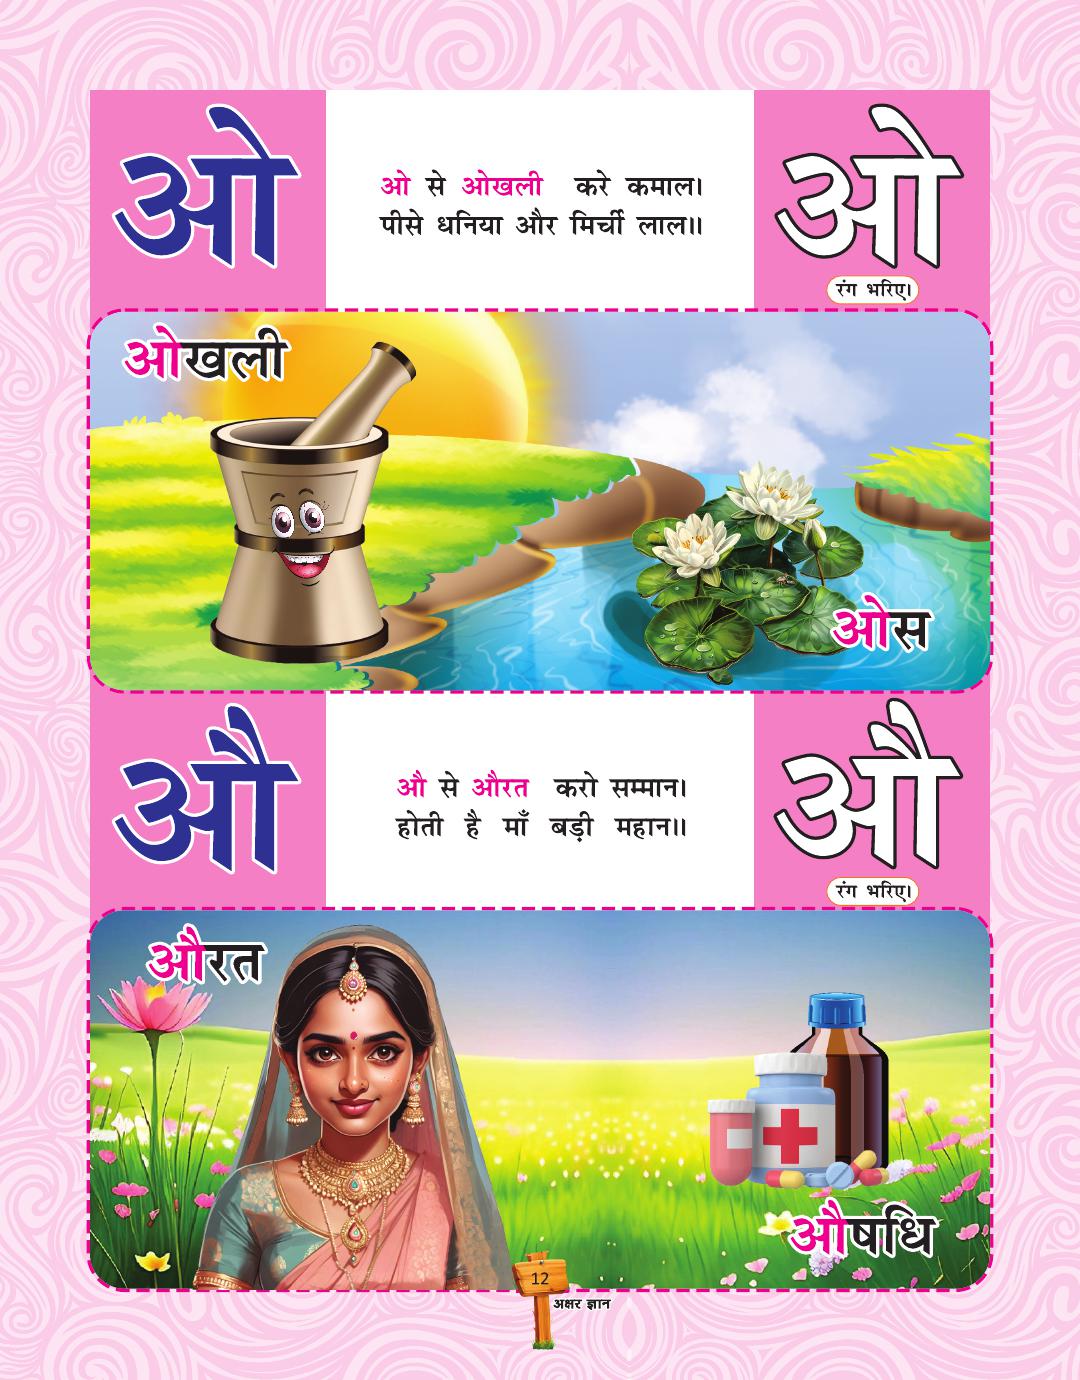 ओ
ओ से ओखली करे कमाल।
पीसे धनिया और मिर्ची लाल॥
ओ
रंग भरिए।
ओखली
ओस
औ
औ से औरत करो सम्मान।
होती है माँ बड़ी महान॥
औ
रंग भरिए।
औरत
औषधि
12
अक्षर ज्ञान